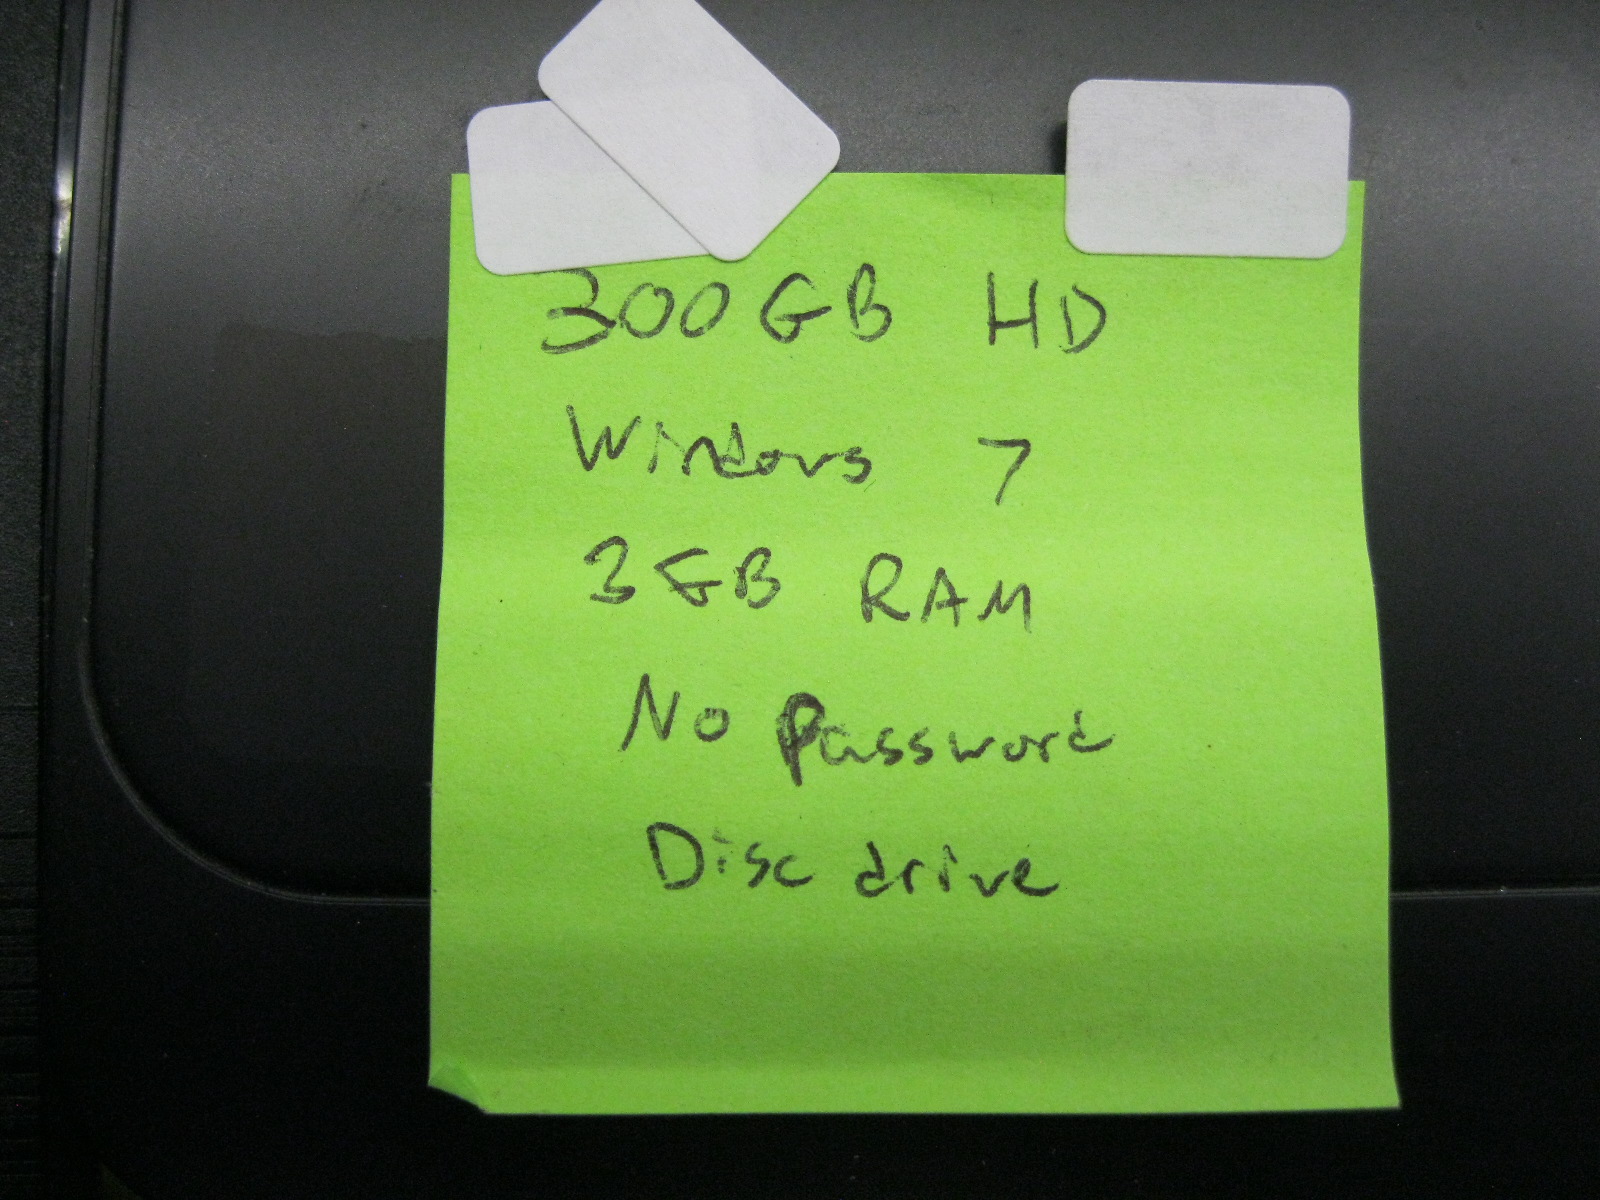 300GB HD
Windows 7
3GB RAM
No Password
Disc drive